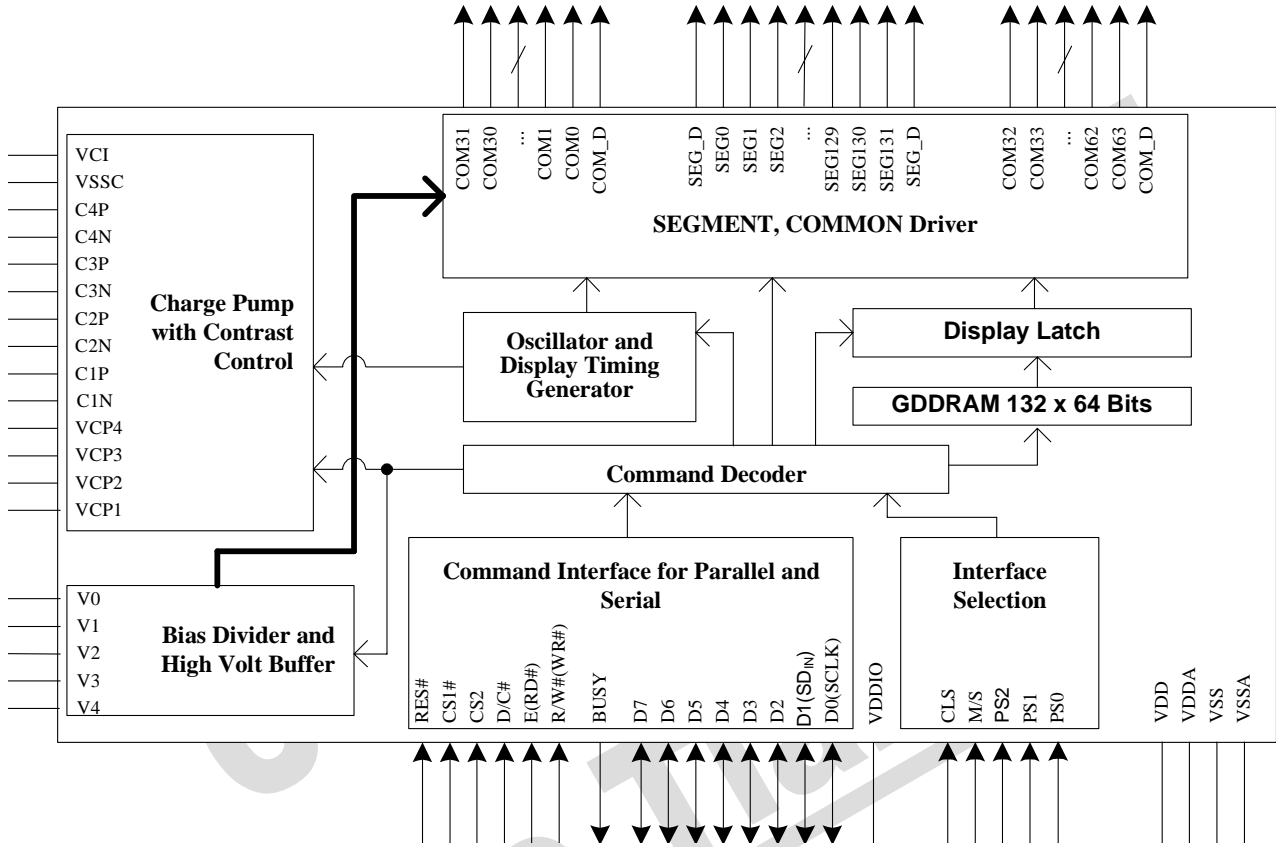 COM31
COM30
...
COM1
COM0
COM_D
SEG_D
SEG0
SEG1
SEG2
...
SEG129
SEG130
SEG131
SEG_D
COM32
COM33
...
COM62
COM63
COM_D
SEGMENT, COMMON Driver
VCI
VSSC
C4P
C4N
C3P
C3N
C2P
C2N
C1P
C1N
VCP4
VCP3
VCP2
VCP1
Charge Pump
with Contrast
Control
Oscillator and
Display Timing
Generator
Display Latch
GDDRAM 132 x 64 Bits
Command Decoder
V0
V1
V2
V3
V4
Bias Divider and
High Volt Buffer
Command Interface for Parallel and
Serial
RES#
CS1#
CS2
D/C#
E(RD#)
R/W#(WR#)
BUSY
D7
D6
D5
D4
D3
D2
D1(SDIN)
D0(SCLK)
VDDIO
Interface
Selection
CLS
M/S
PS2
PS1
PS0
VDD
VDDA
VSS
VSSA